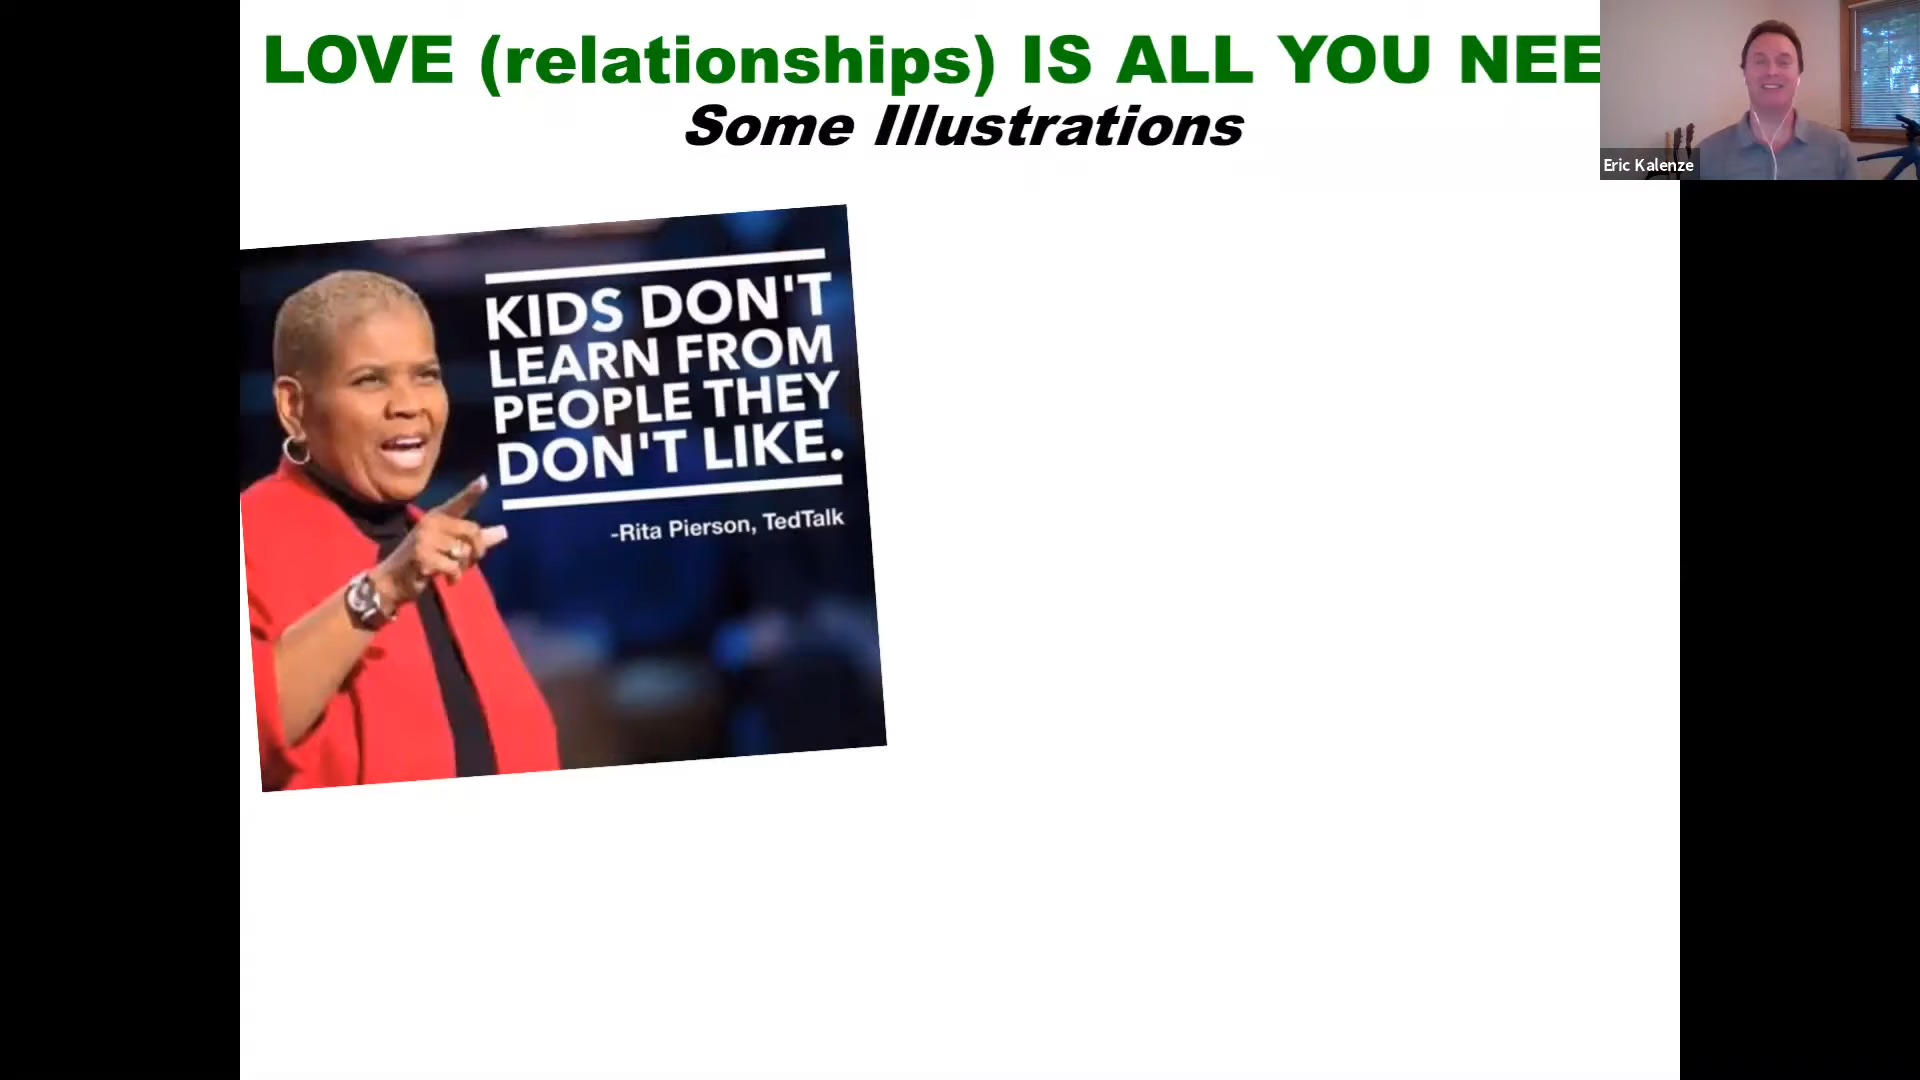 LOVE (relationships) IS ALL YOU NEE
Some Illustrations
Eric Kalenze
KIDS DON'T
LEARN FROM
PEOPLE THEY
DON'T LIKE.
-Rita Pierson, TedTalk